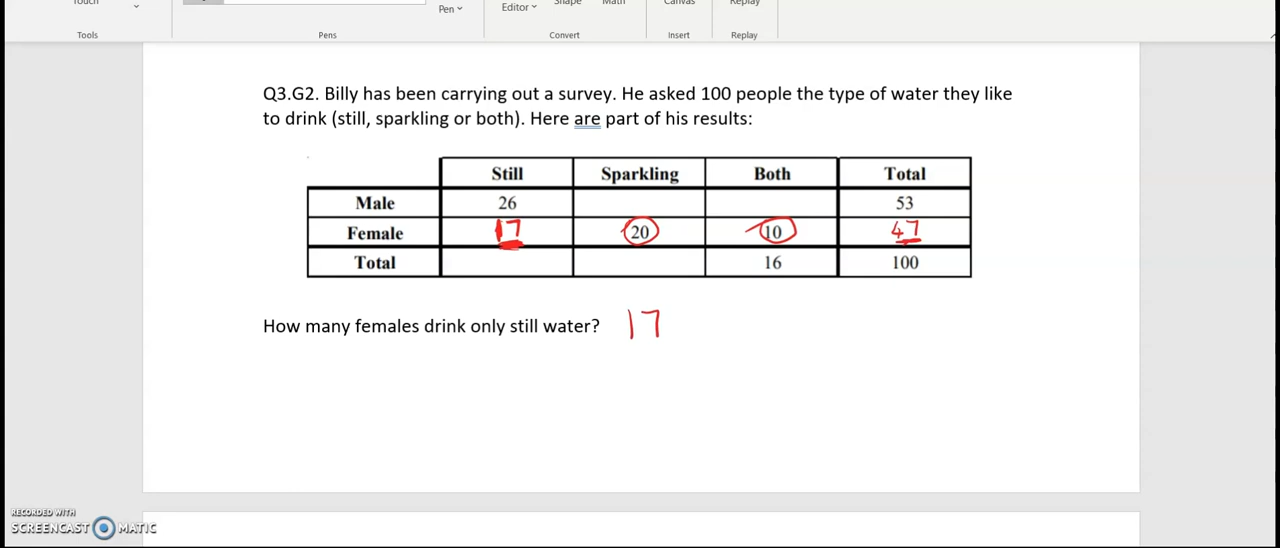 Touch
Editor
Shape
Math
Canvas
Replay
Pen
Tools
Pens
Convert
Insert
Replay
Q3.G2. Billy has been carrying out a survey. He asked 100 people the type of water they like
to drink (still, sparkling or both). Here are part of his results:
Still Sparkling Both Total
Male 26 53
Female 17 20 10 47
Total 16 100
How many females drink only still water? 17
RECORDED WITH
SCREENCAST MATIC